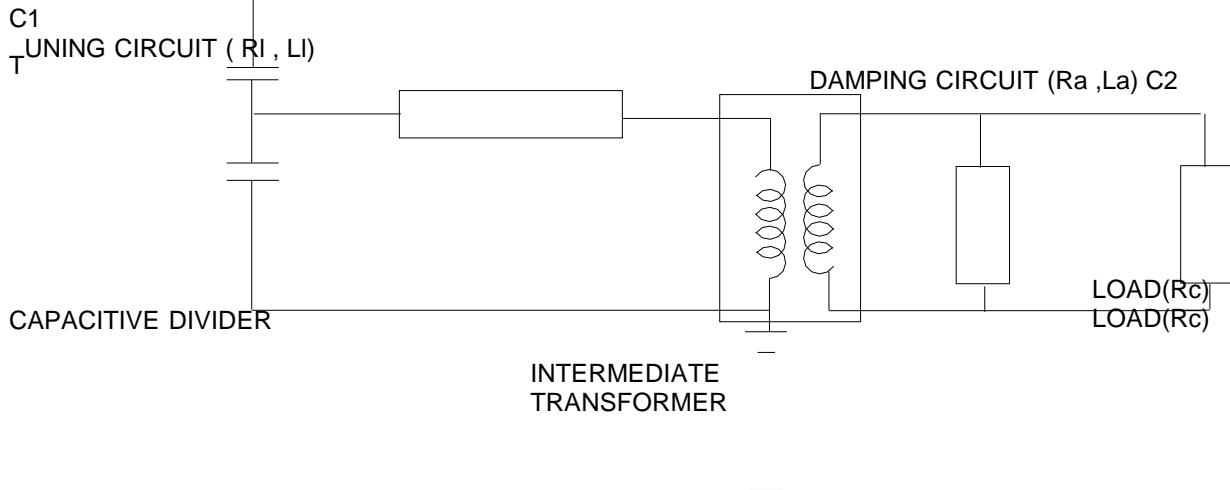 C1
TUNING CIRCUIT ( Rl , Ll)
DAMPING CIRCUIT (Ra ,La) C2
LOAD(Rc)
LOAD(Rc)
CAPACITIVE DIVIDER
INTERMEDIATE
TRANSFORMER